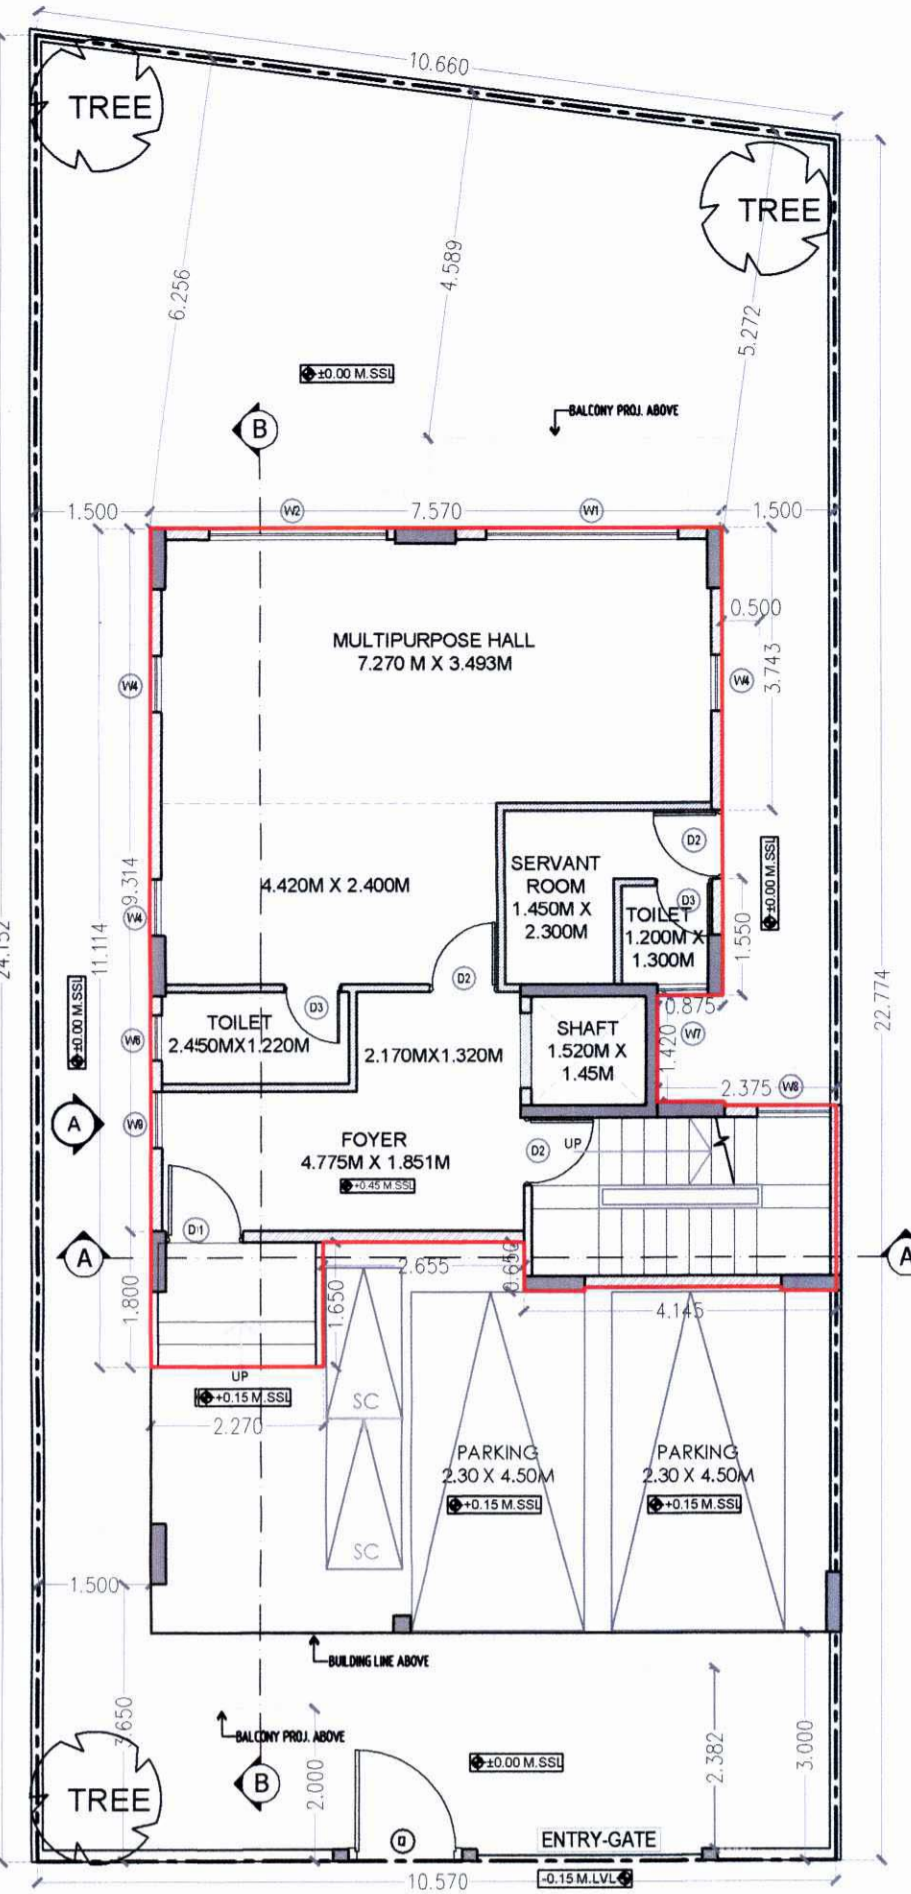 10.660
TREE
TREE
6.256
4.589
5.272
±0.00 M.SSL
BALCONY PROJ. ABOVE
B
1.500
W2
7.570
W1
1.500
0.500
MULTIPURPOSE HALL
7.270 M X 3.493M
W4
W4
3.743
24.152
9.314
11.114
4.420M X 2.400M
W4
SERVANT
ROOM
1.450M X
2.300M
D2
D3
TOILET
1.200M X
1.300M
1.550
±0.00 M.SSL
22.774
±0.00 M.SSL
D2
D3
TOILET
2.450MX1.220M
W6
2.170MX1.320M
SHAFT
1.520M X
1.45M
0.875
W7
1.420
2.375
W8
A
W9
FOYER
4.775M X 1.851M
+0.45 M.SSL
D2
UP
D1
A
A
2.655
0.650
1.800
1.650
4.145
UP
+0.15 M.SSL
2.270
SC
PARKING
2.30 X 4.50M
+0.15 M.SSL
PARKING
2.30 X 4.50M
+0.15 M.SSL
SC
1.500
BUILDING LINE ABOVE
3.650
BALCONY PROJ. ABOVE
2.000
2.382
3.000
±0.00 M.SSL
B
TREE
ENTRY-GATE
10.570
-0.15 M.LVL